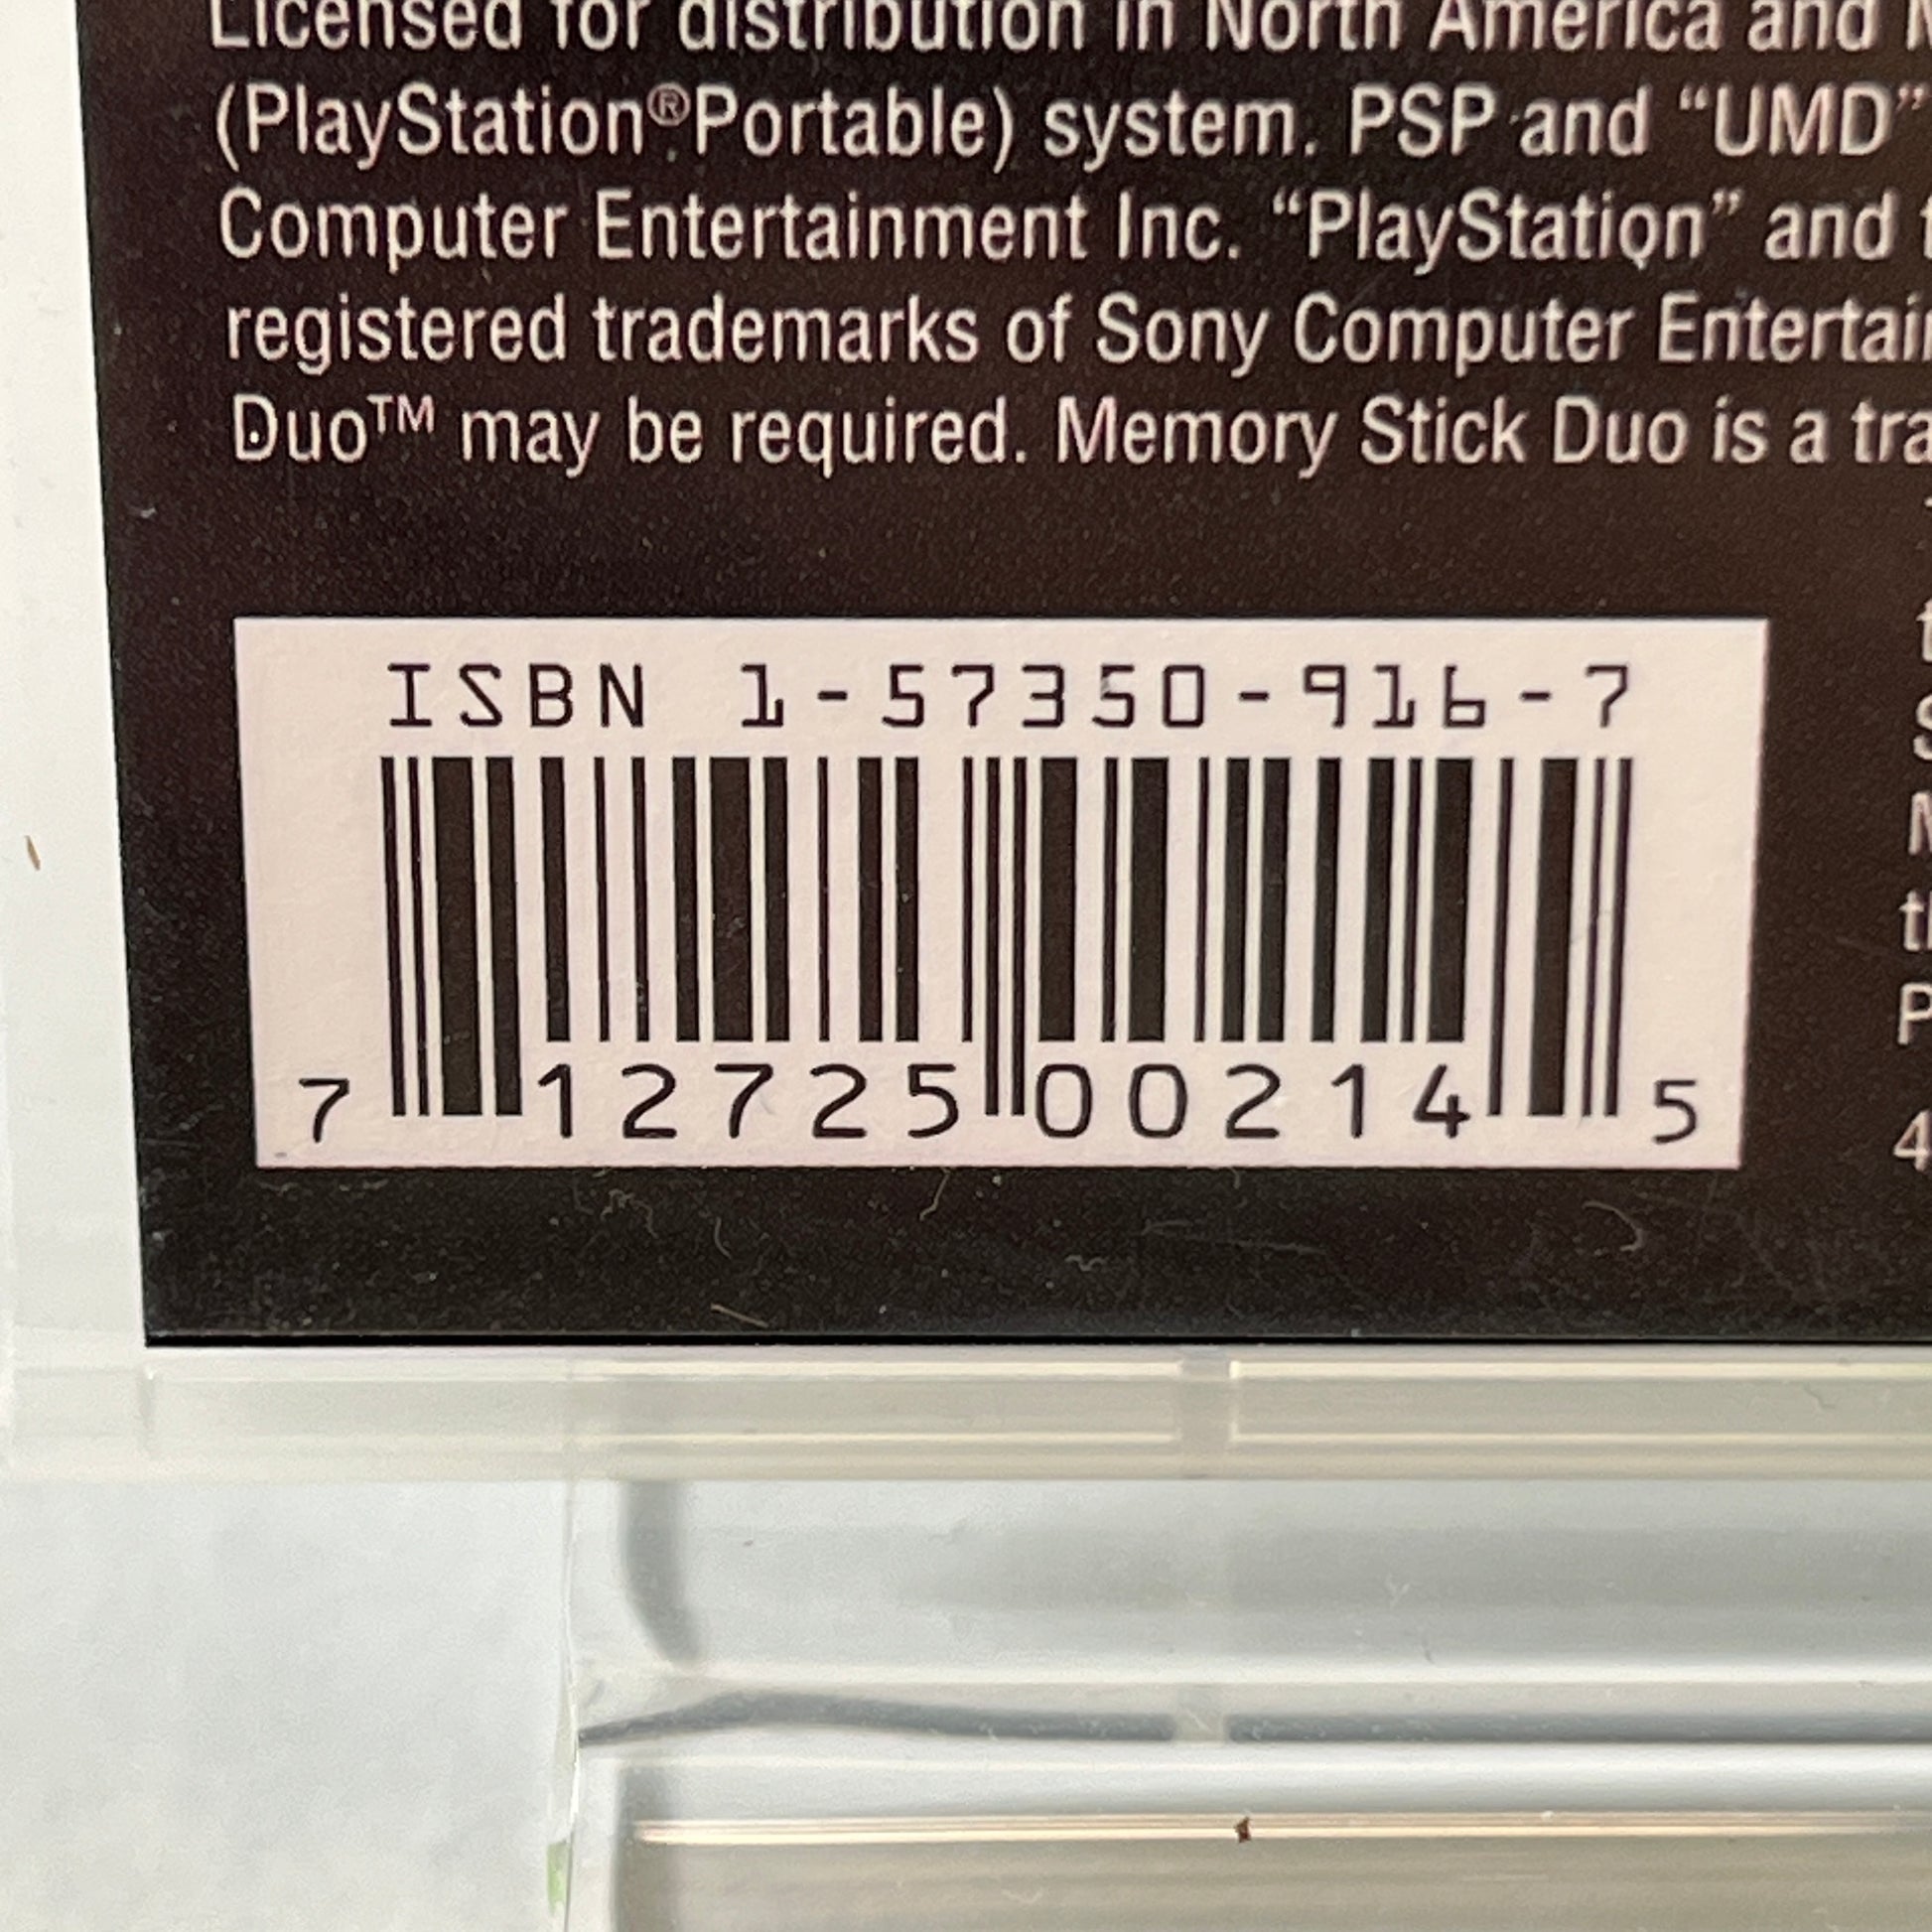 Licensed for distribution in North America and
(PlayStation®Portable) system. PSP and “UMD”
Computer Entertainment Inc. “PlayStation” and
registered trademarks of Sony Computer
Duo™ may be required. Memory Stick Duo is a
ISBN 1-57350-916-7
7 12725 00214 5